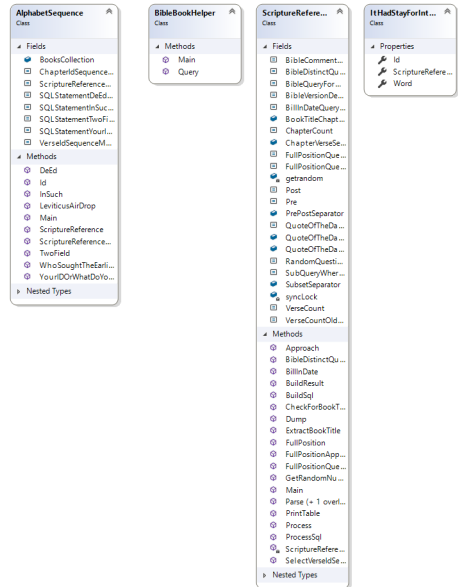 AlphabetSequence
Class
Fields
BooksCollection
ChapterIdSequence...
ScriptureReference...
SQLStatementDeEd...
SQLStatementInSuc...
SQLStatementTwoFi...
SQLStatementYourI...
VerseIdSequenceM...
Methods
DeEd
Id
InSuch
LeviticusAirDrop
Main
ScriptureReference
ScriptureReference...
TwoField
WhoSoughtTheEarli...
YourIDOrWhatDoYo...
Nested Types
BibleBookHelper
Class
Methods
Main
Query
ScriptureRefere...
Class
Fields
BibleComment...
BibleDistinctQu...
BibleQueryFor...
BibleVersionDe...
BillInDateQuery...
BookTitleChapt...
ChapterCount
ChapterVerseSe...
FullPositionQue...
FullPositionQue...
getrandom
Post
Pre
PrePostSeparator
QuoteOfTheDa...
QuoteOfTheDa...
QuoteOfTheDa...
RandomQuesti...
SubQueryWher...
SubsetSeparator
syncLock
VerseCount
VerseCountOld...
Methods
Approach
BibleDistinctQu...
BillInDate
BuildResult
BuildSql
CheckForBookT...
Dump
ExtractBookTitle
FullPosition
FullPositionApp...
FullPositionQue...
GetRandomNu...
Main
Parse (+ 1 overl...
PrintTable
Process
ProcessSql
ScriptureRefere...
SelectVerseIdSe...
Nested Types
ItHadStayForInt...
Class
Properties
Id
ScriptureRefere...
Word